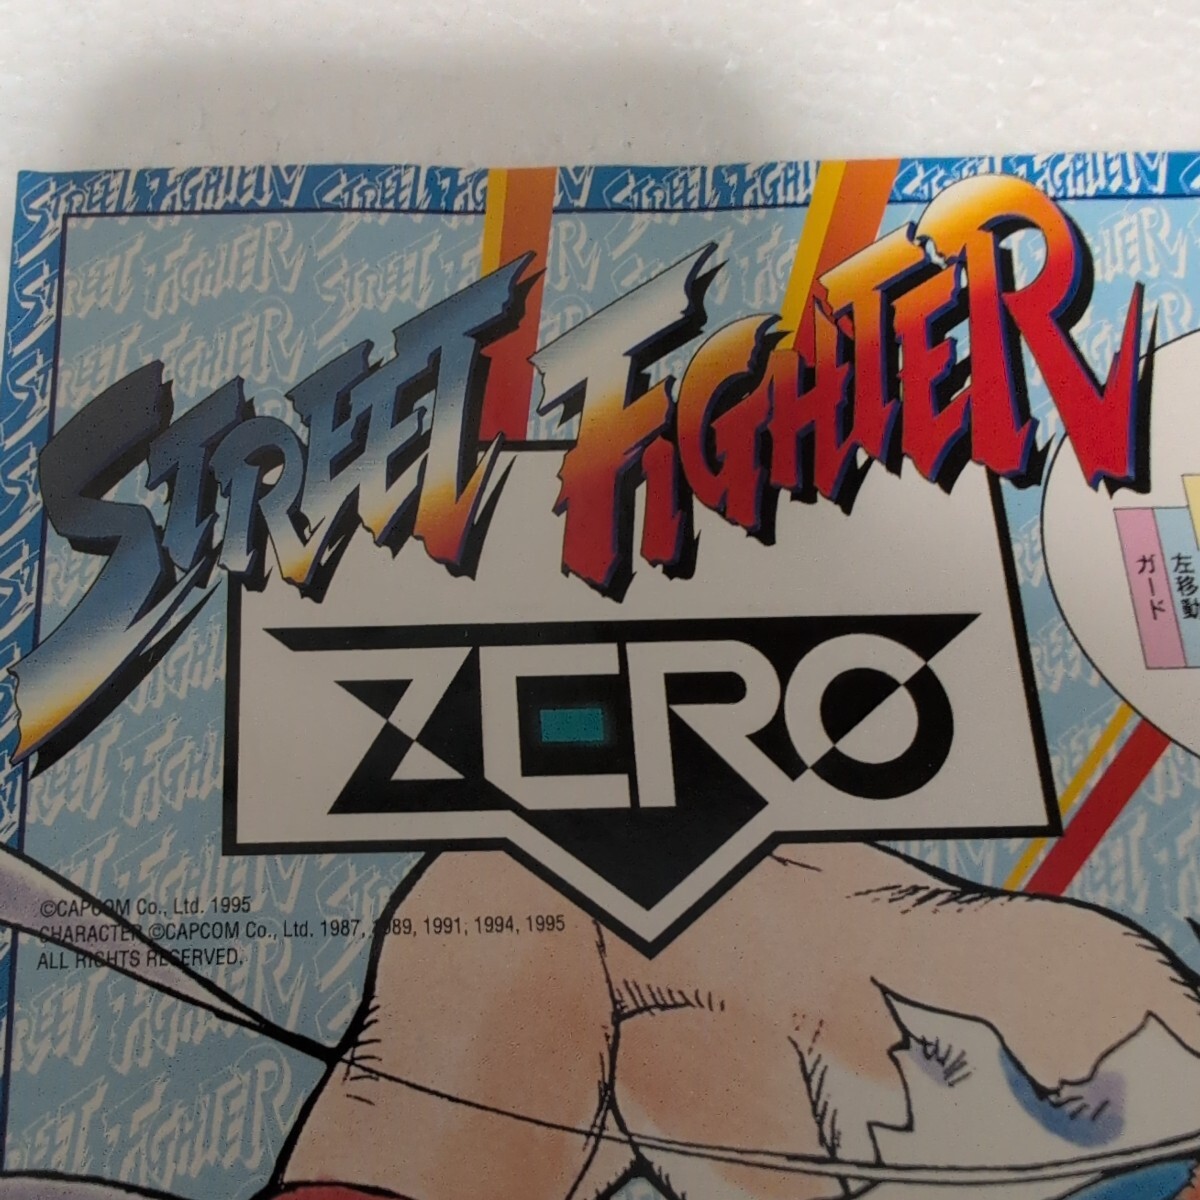 STREET FIGHTER
ZERO
ガード
左移動
©CAPCOM Co., Ltd. 1995
CHARACTER ©CAPCOM Co., Ltd. 1987, 1989, 1991, 1994, 1995
ALL RIGHTS RESERVED.